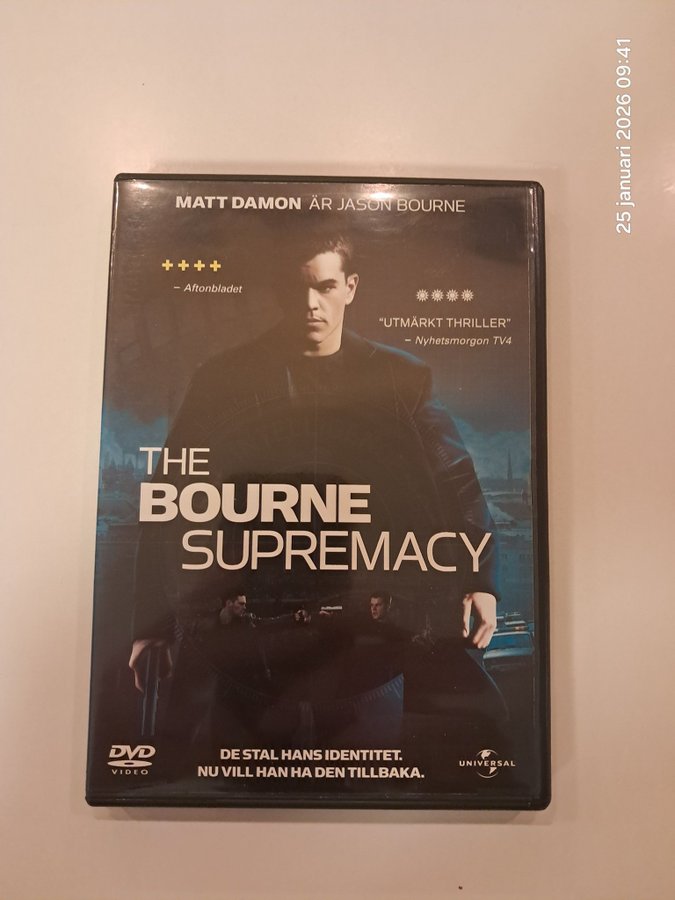 25 januari 2026 09:41
MATT DAMON ÄR JASON BOURNE
++++
– Aftonbladet
"UTMÄRKT THRILLER"
– Nyhetsmorgon TV4
THE
BOURNE
SUPREMACY
DVD
VIDEO
DE STAL HANS IDENTITET.
NU VILL HAN HA DEN TILLBAKA.
UNIVERSAL